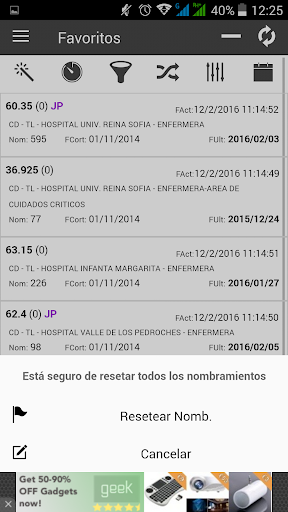 12:25
Favoritos
60.35 (0) JP
FAct:12/2/2016 11:14:52
CD - TL - HOSPITAL UNIV. REINA SOFIA - ENFERMERA
Nom: 595 FCort: 01/11/2014 FUlt: 2016/02/03
36.925 (0)
FAct:12/2/2016 11:14:49
CD - TL - HOSPITAL UNIV. REINA SOFIA - ENFERMERA-AREA DE
CUIDADOS CRITICOS
Nom: 77 FCort: 01/11/2014 FUlt: 2015/12/24
63.15 (0)
FAct:12/2/2016 11:14:51
CD - TL - HOSPITAL INFANTA MARGARITA - ENFERMERA
Nom: 226 FCort: 01/11/2014 FUlt: 2016/01/27
62.4 (0) JP
FAct:12/2/2016 11:14:50
CD - TL - HOSPITAL VALLE DE LOS PEDROCHES - ENFERMERA
Nom: 98 FCort: 01/11/2014 FUlt: 2016/02/05
Está seguro de resetar todos los nombramientos
Resetear Nomb.
Cancelar
Get 50-90%
OFF Gadgets
now!
geek